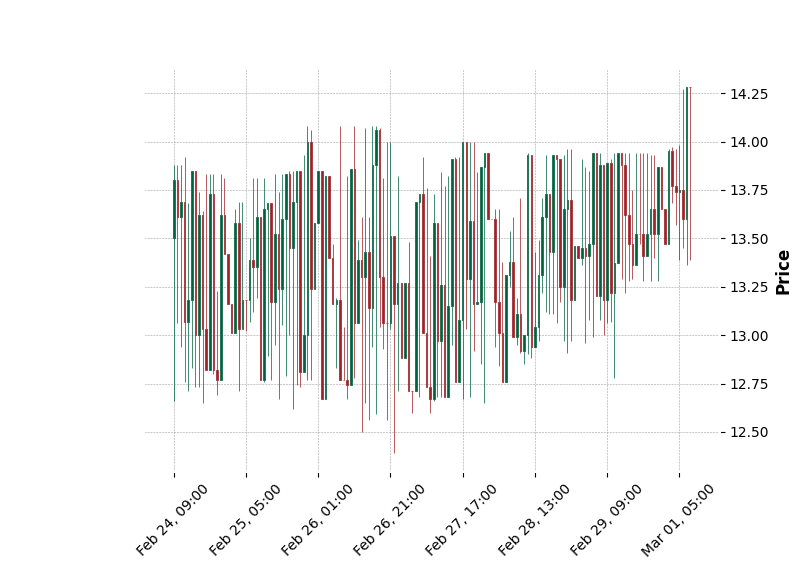 14.25
14.00
13.75
13.50
13.25
13.00
12.75
12.50
Price
Feb 24, 09:00
Feb 25, 05:00
Feb 26, 01:00
Feb 26, 21:00
Feb 27, 17:00
Feb 28, 13:00
Feb 29, 09:00
Mar 01, 05:00